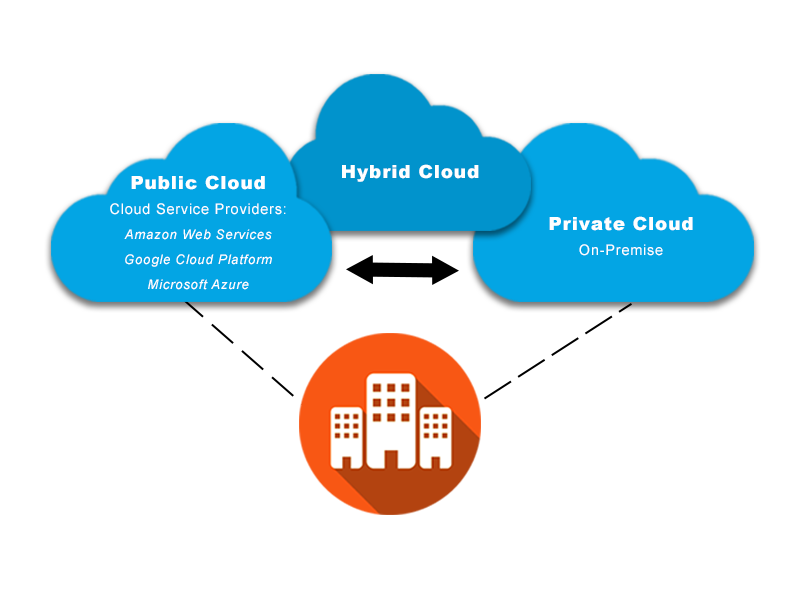 Public Cloud
Cloud Service Providers:
Amazon Web Services
Google Cloud Platform
Microsoft Azure
Hybrid Cloud
Private Cloud
On-Premise